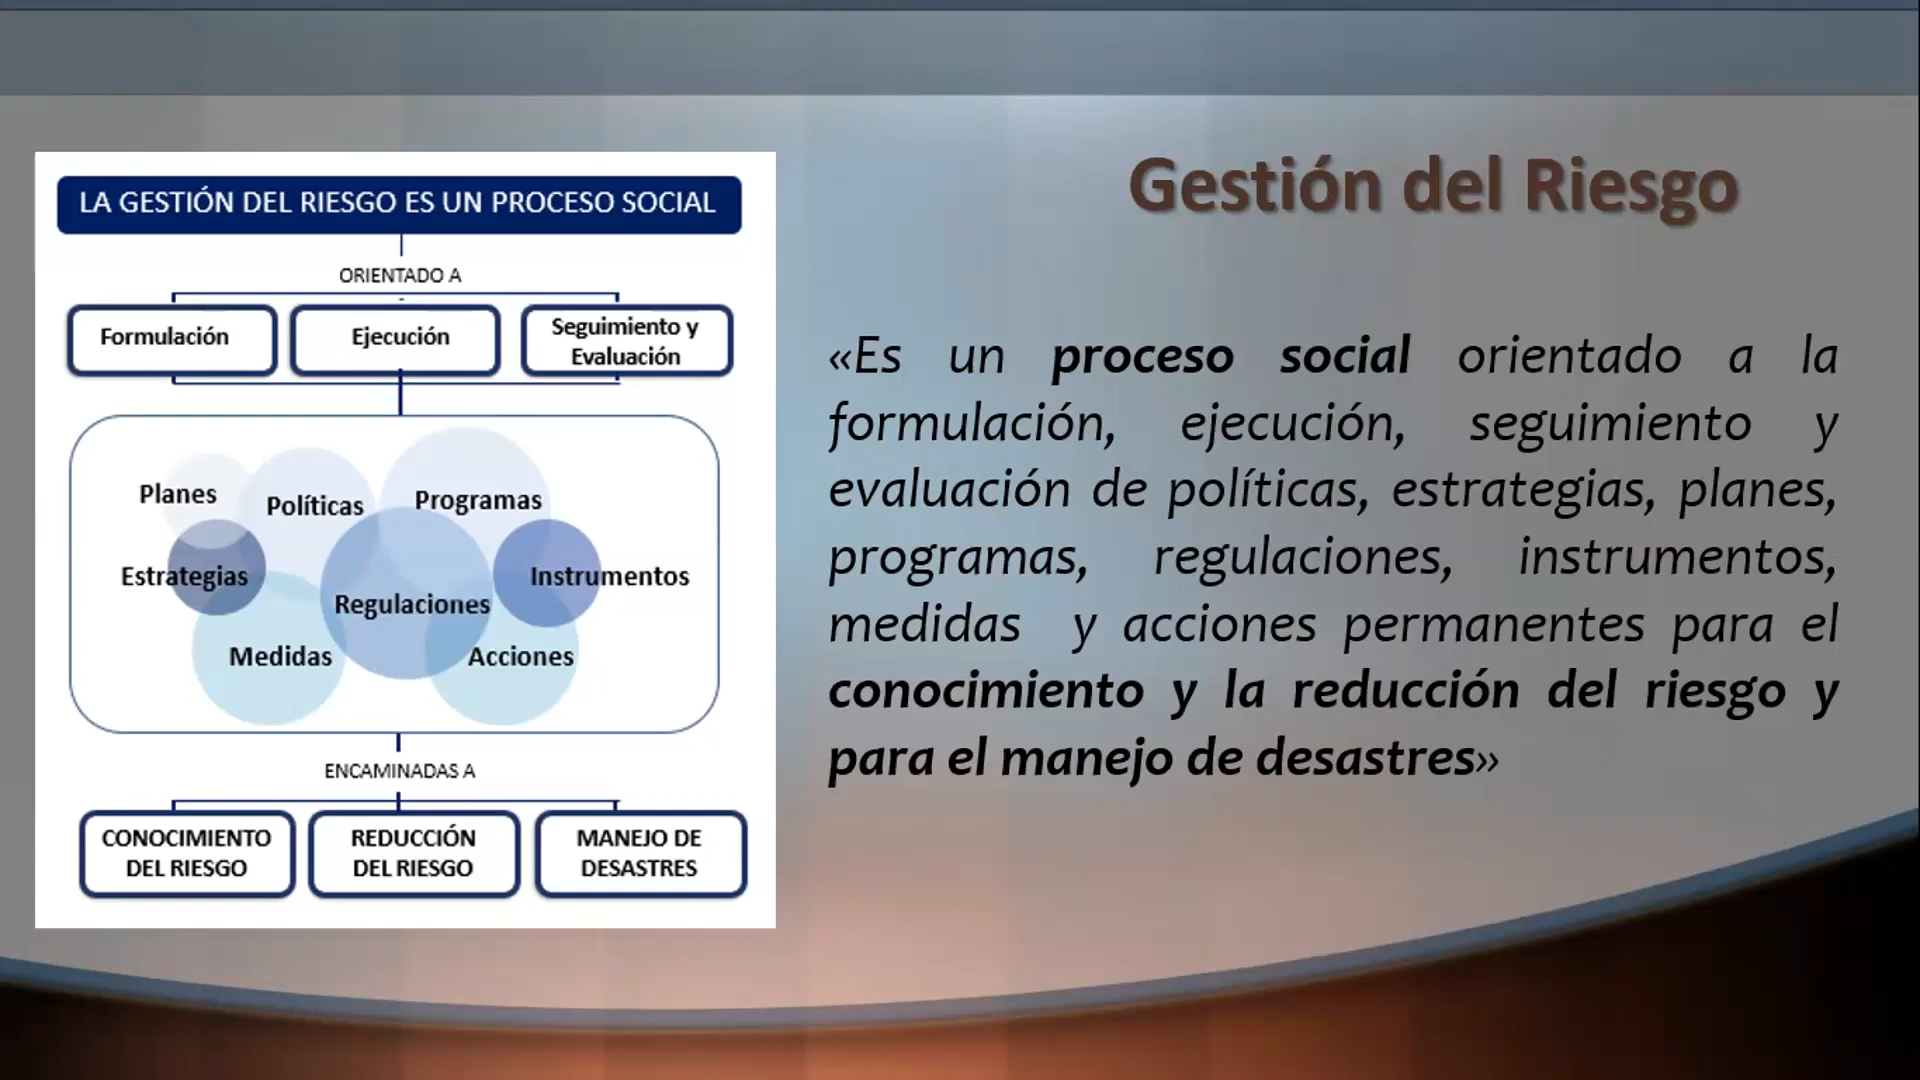 LA GESTIÓN DEL RIESGO ES UN PROCESO SOCIAL
ORIENTADO A
Formulación
Ejecución
Seguimiento y
Evaluación
Planes
Políticas
Programas
Estrategias
Instrumentos
Regulaciones
Medidas
Acciones
ENCAMINADAS A
CONOCIMIENTO
DEL RIESGO
REDUCCIÓN
DEL RIESGO
MANEJO DE
DESASTRES
Gestión del Riesgo
«Es un proceso social orientado a la
formulación, ejecución, seguimiento y
evaluación de políticas, estrategias, planes,
programas, regulaciones, instrumentos,
medidas y acciones permanentes para el
conocimiento y la reducción del riesgo y
para el manejo de desastres»